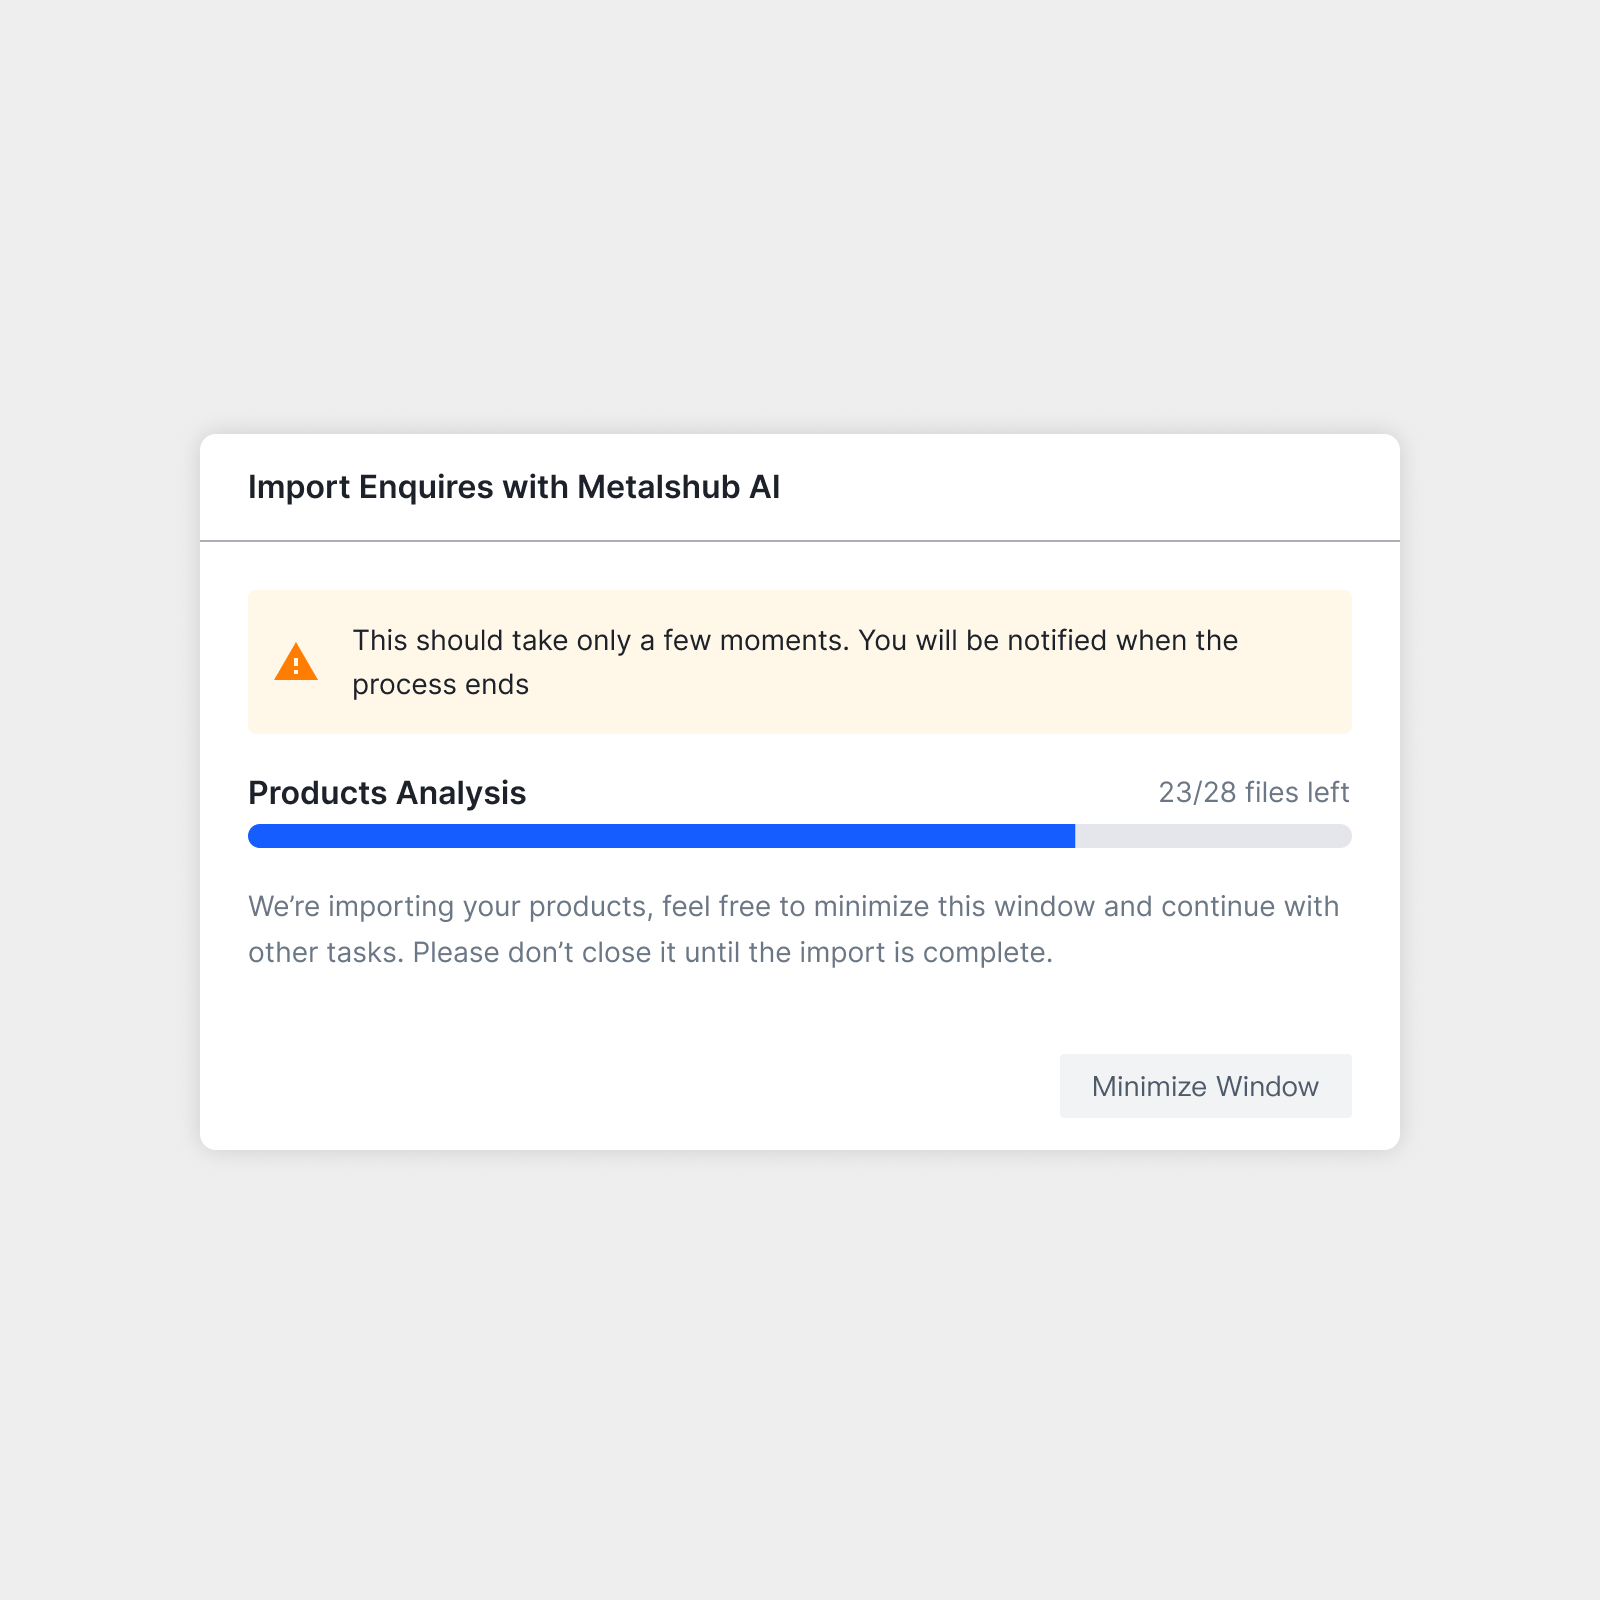 Import Enquires with Metalshub AI
This should take only a few moments. You will be notified when the
process ends
Products Analysis
23/28 files left
We’re importing your products, feel free to minimize this window and continue with
other tasks. Please don’t close it until the import is complete.
Minimize Window